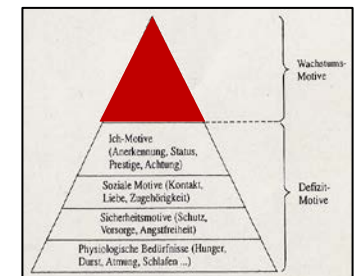 Wachstums-
Motive
Ich-Motive
(Anerkennung, Status,
Prestige, Achtung)
Soziale Motive (Kontakt,
Liebe, Zugehörigkeit)
Sicherheitsmotive (Schutz,
Vorsorge, Angstfreiheit)
Defizit-
Motive
Physiologische Bedürfnisse (Hunger,
Durst, Atmung, Schlafen ...)